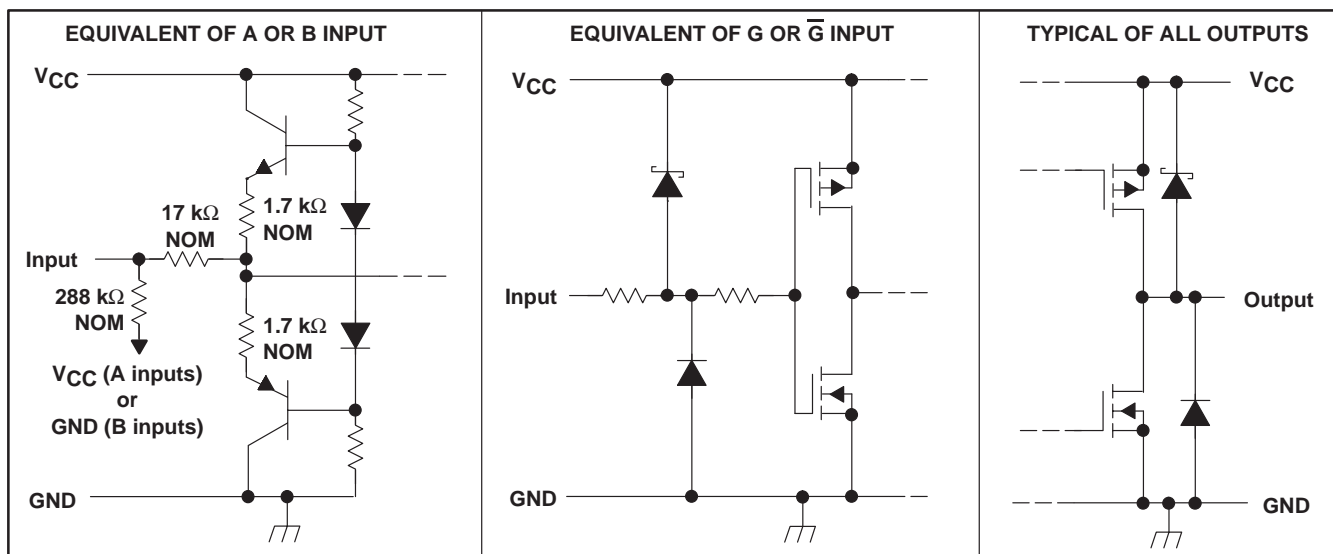 EQUIVALENT OF A OR B INPUT
VCC
17 kΩ
NOM
1.7 kΩ
NOM
Input
288 kΩ
NOM
1.7 kΩ
NOM
VCC (A inputs)
or
GND (B inputs)
GND
EQUIVALENT OF G OR G̅ INPUT
VCC
Input
GND
TYPICAL OF ALL OUTPUTS
VCC
Output
GND